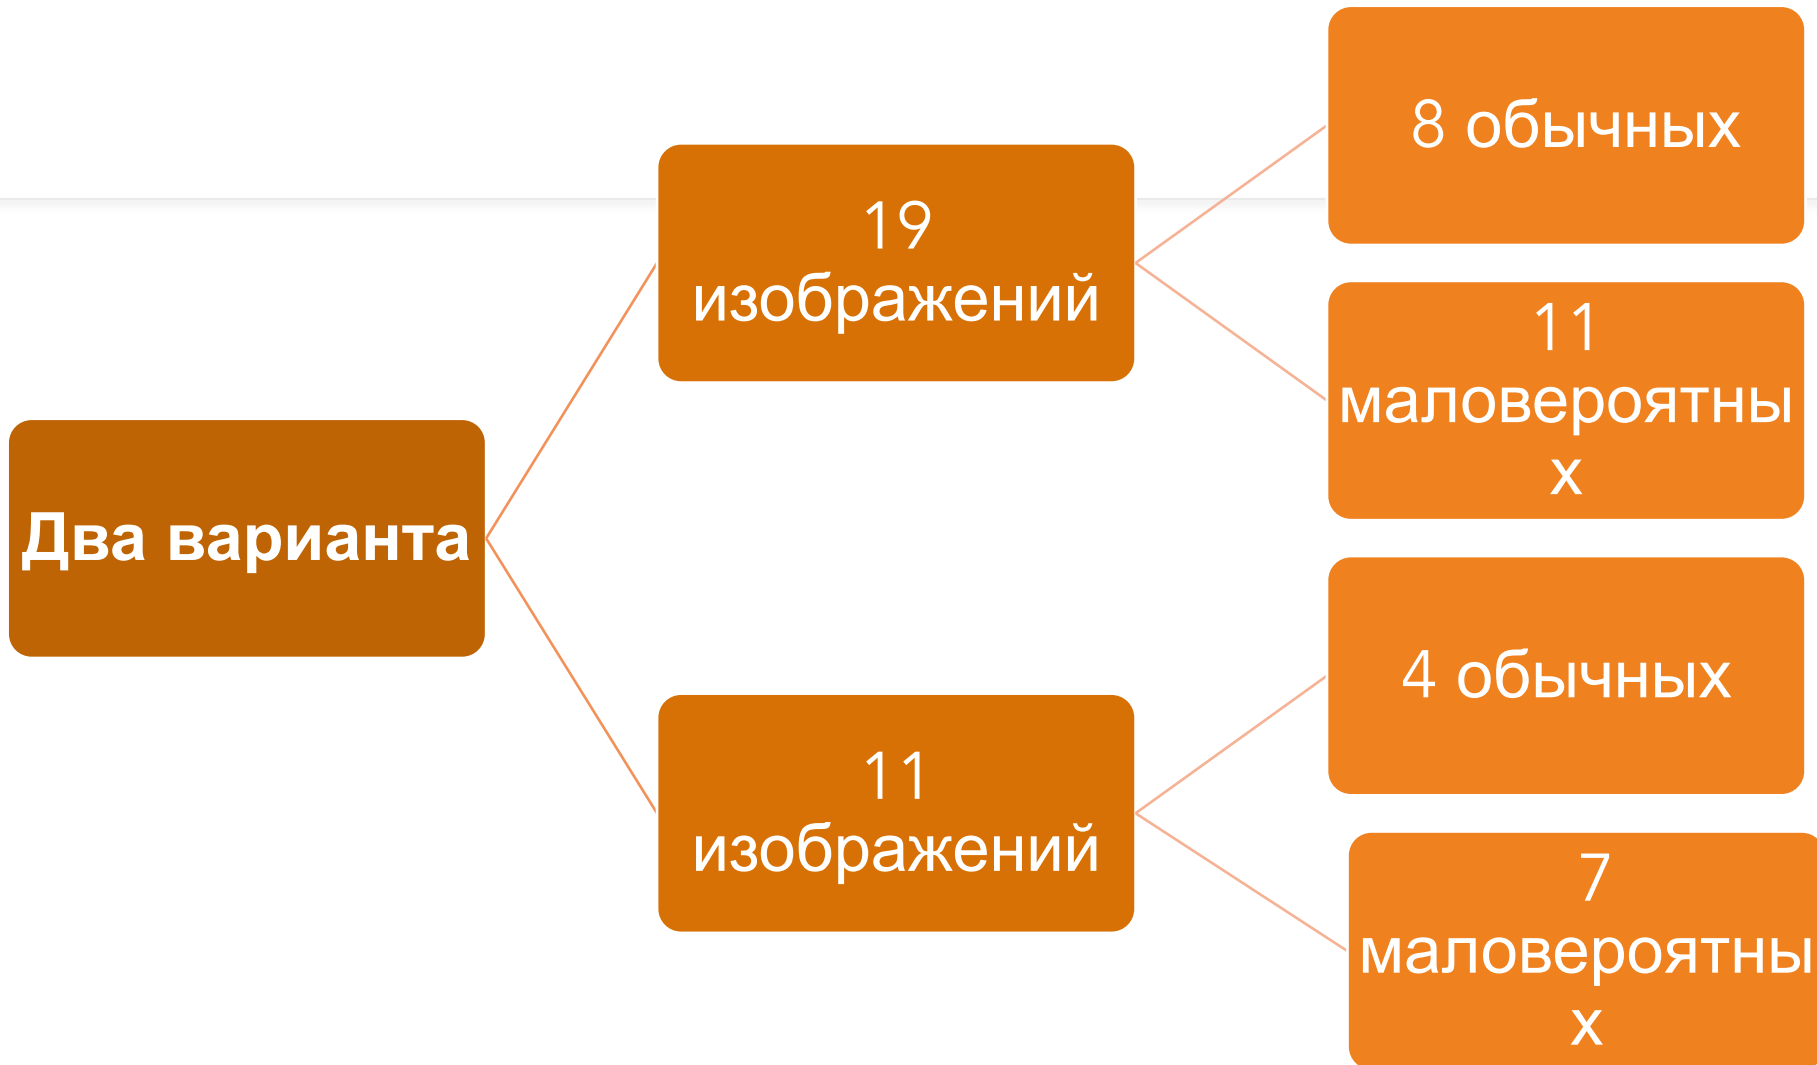 Два варианта
19
изображений
8 обычных
11
маловероятны
х
11
изображений
4 обычных
7
маловероятны
х